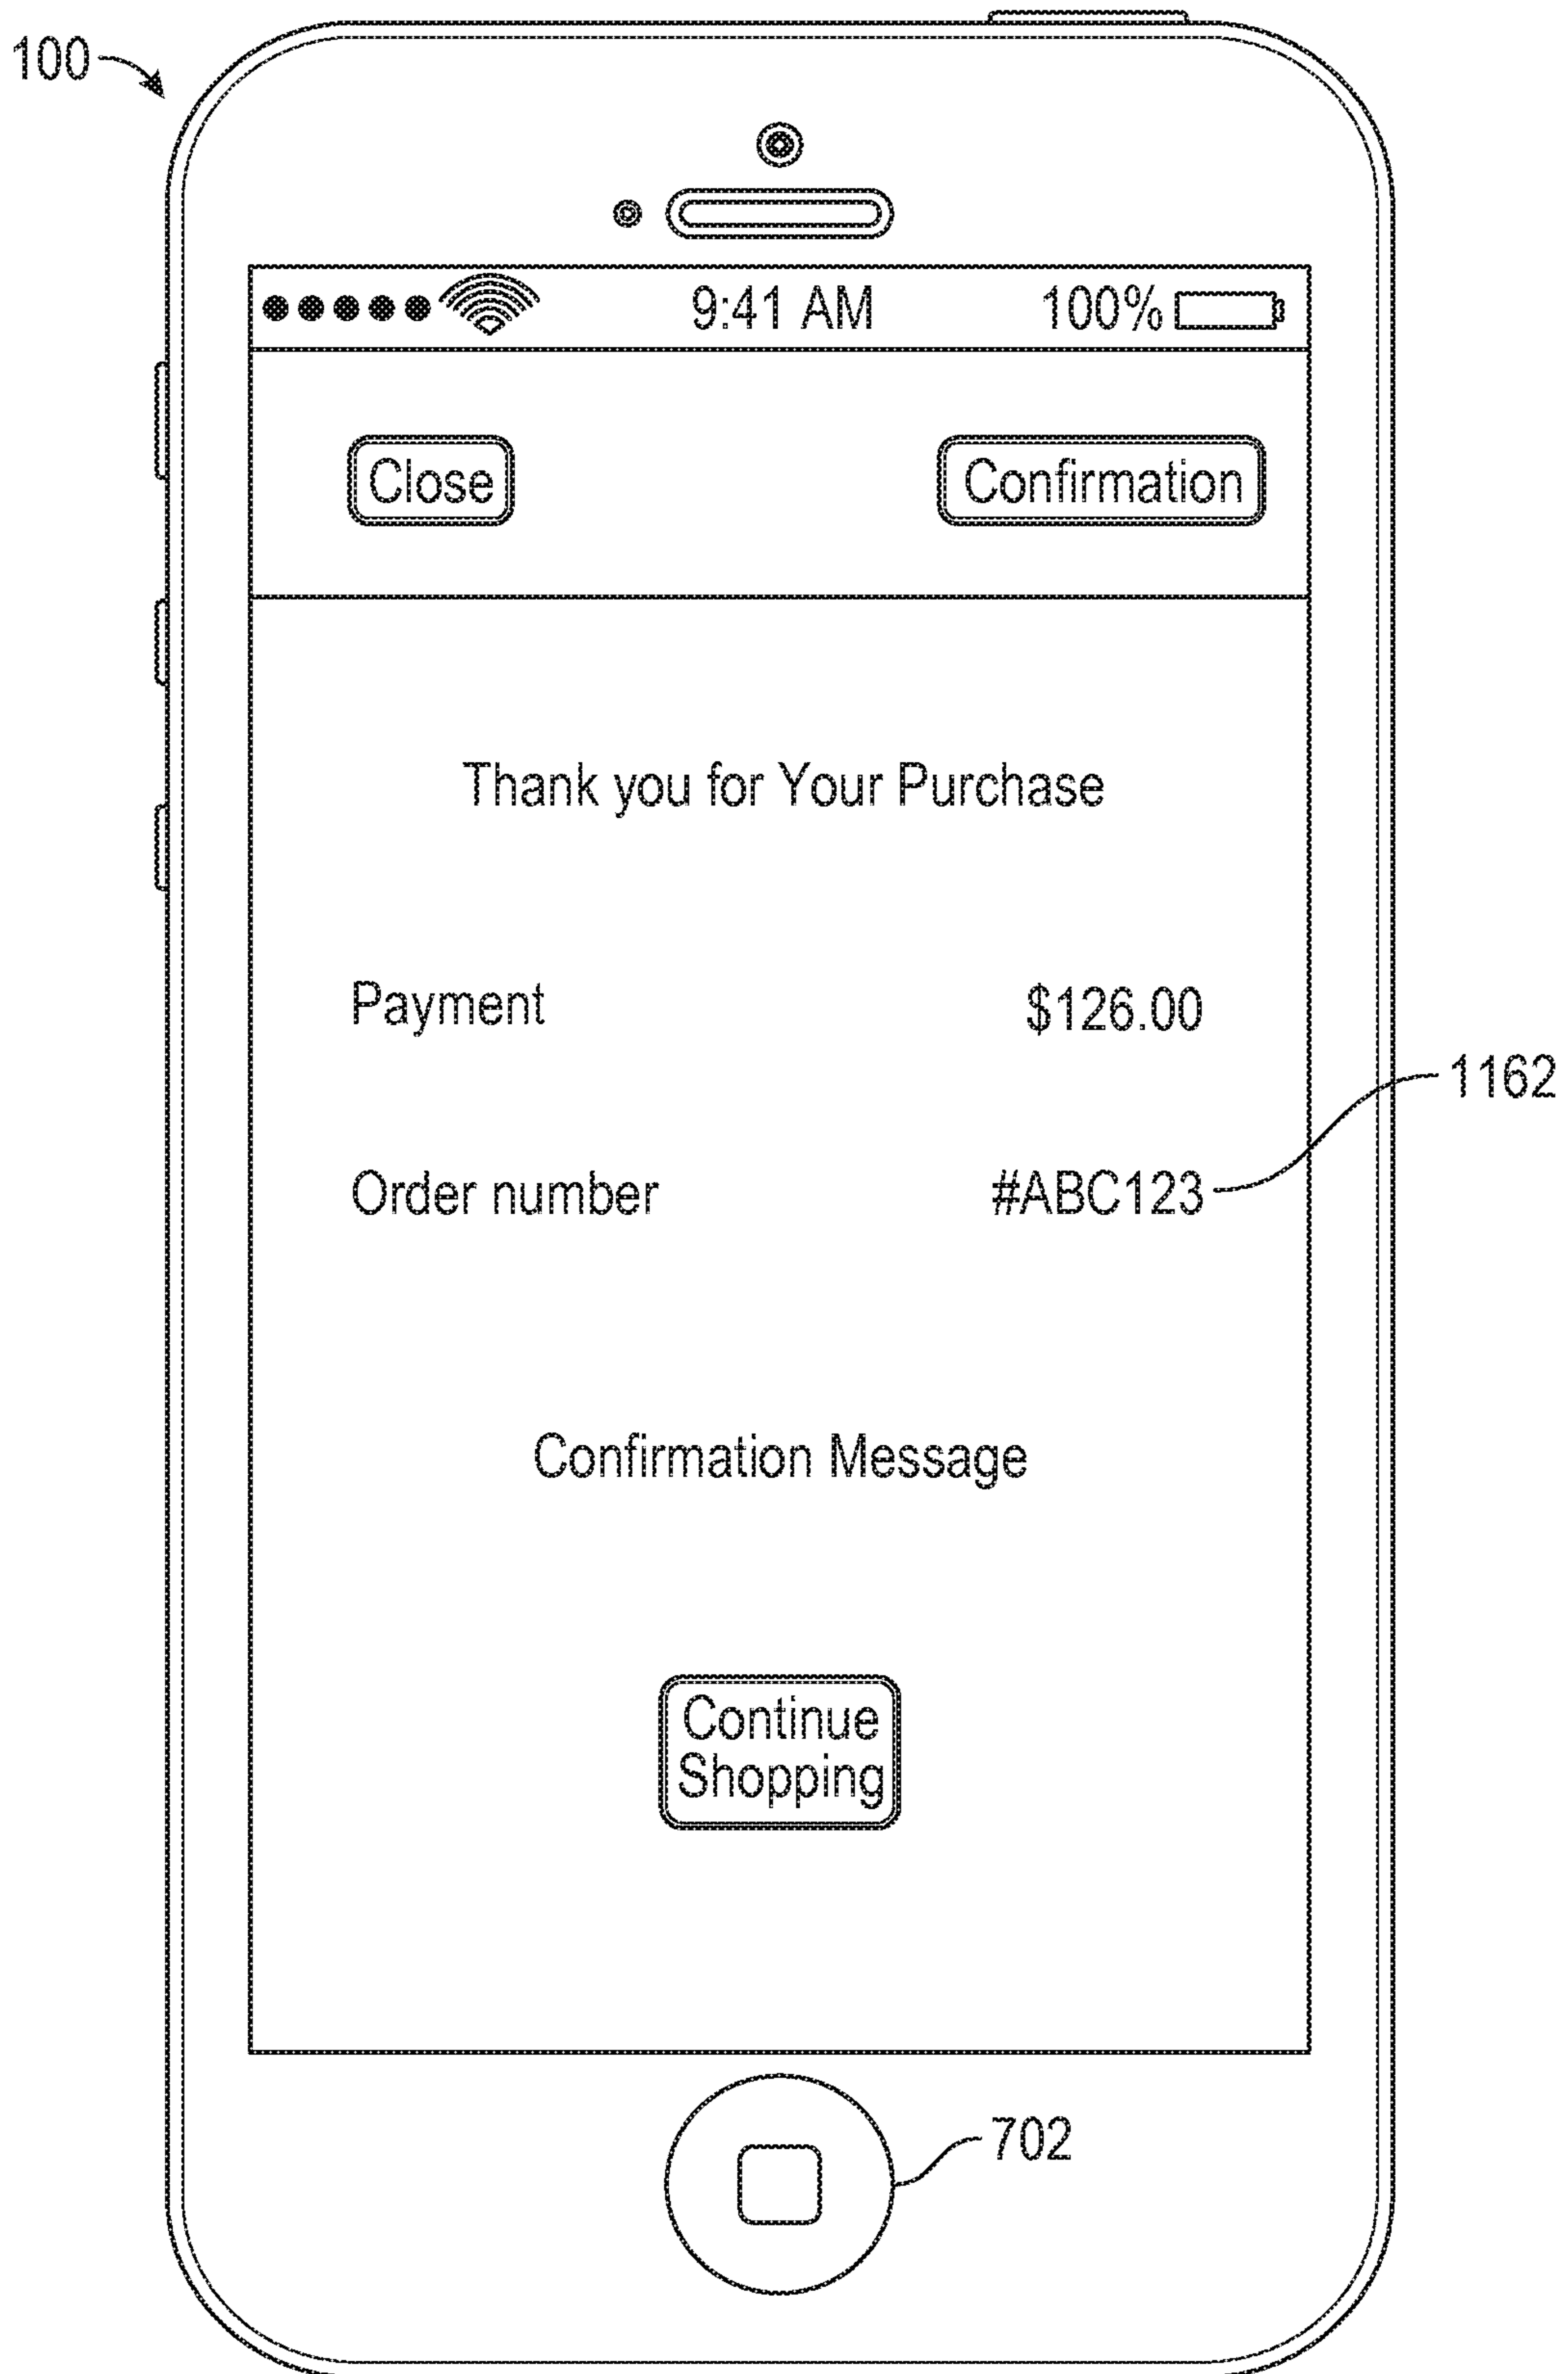 100
9:41 AM 100%
Close Confirmation
Thank you for Your Purchase
Payment $126.00
1162
Order number #ABC123
Confirmation Message
Continue
Shopping
702